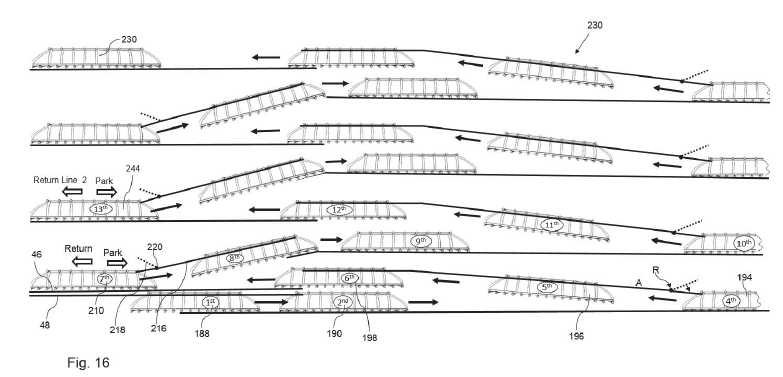 230
230
Return Line 2 Park 244
13th 12th 11th 10th
Return Park 220
46 7th 8th 9th R 194
6th 5th A 4th
48 210 218 216 1st 2nd
188 190 198 196
Fig. 16